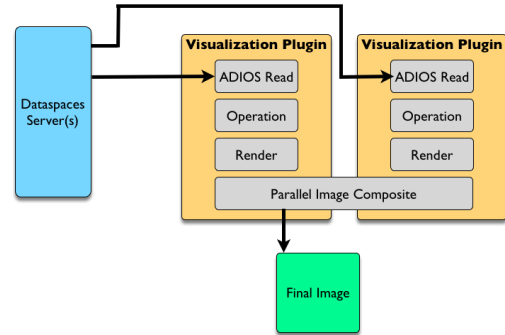 Visualization Plugin
Visualization Plugin
Dataspaces
Server(s)
ADIOS Read
Operation
Render
ADIOS Read
Operation
Render
Parallel Image Composite
Final Image